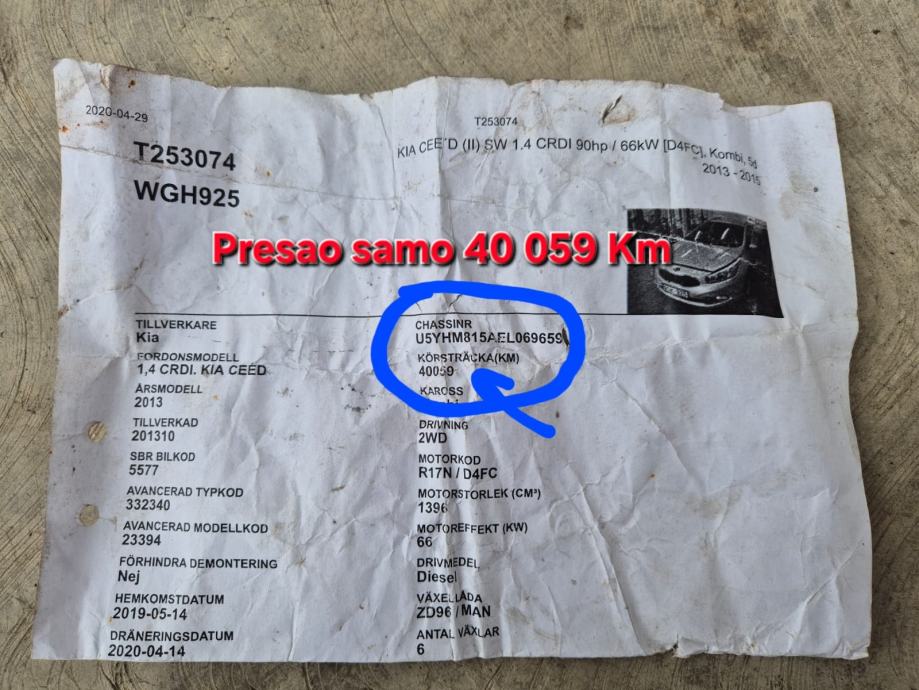 2020-04-29
T253074
T253074
KIA CEE'D (II) SW 1.4 CRDI 90hp / 66kW [D4FC], Kombi, 5d
2013 - 2015
WGH925
Presao samo 40 059 Km
TILLVERKARE
Kia
FORDONSMODELL
1,4 CRDI. KIA CEED
ÅRSMODELL
2013
TILLVERKAD
201310
SBR BILKOD
5577
AVANCERAD TYPKOD
332340
AVANCERAD MODELLKOD
23394
FÖRHINDRA DEMONTERING
Nej
HEMKOMSTDATUM
2019-05-14
DRÄNERINGSDATUM
2020-04-14
CHASSINR
U5YHM815AEL069659
KÖRSTRÄCKA(KM)
40059
KAROSS
DRIVNING
2WD
MOTORKOD
R17N / D4FC
MOTORSTORLEK (CM³)
1396
MOTOREFFEKT (KW)
66
DRIVMEDEL
Diesel
VÄXELLÅDA
ZD96 / MAN
ANTAL VÄXLAR
6